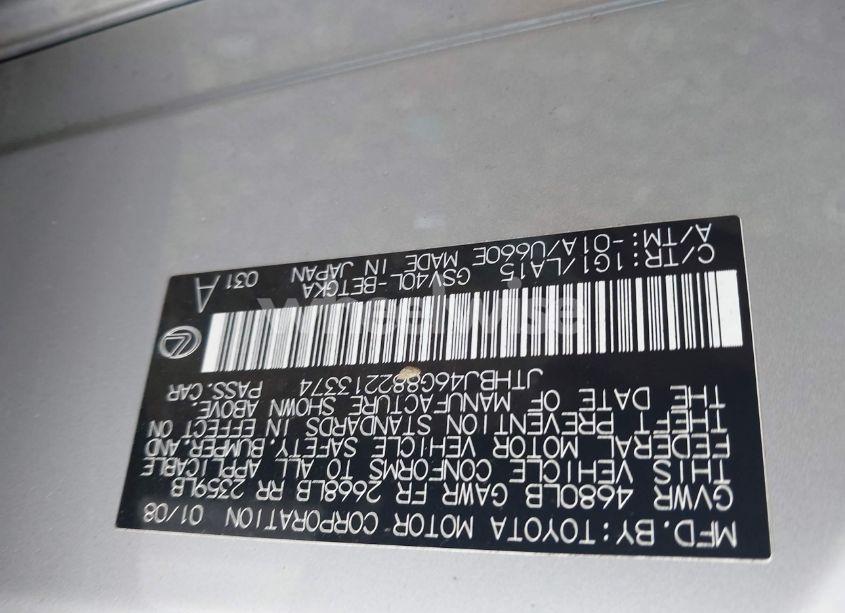 MFD. BY: TOYOTA MOTOR CORPORATION 01/08
GVWR 4680LB GAWR FR 2668LB RR 2359LB
THIS VEHICLE CONFORMS TO ALL APPLICABLE
FEDERAL MOTOR VEHICLE SAFETY, BUMPER, AND
THEFT PREVENTION STANDARDS IN EFFECT ON
THE DATE OF MANUFACTURE SHOWN ABOVE.
JTHBJ46G882213374 PASS. CAR
wheelwise
C/TR: 1G1/LA15 GSV40L-BETGKA
A/TM: -01A/U660E MADE IN JAPAN 031 A